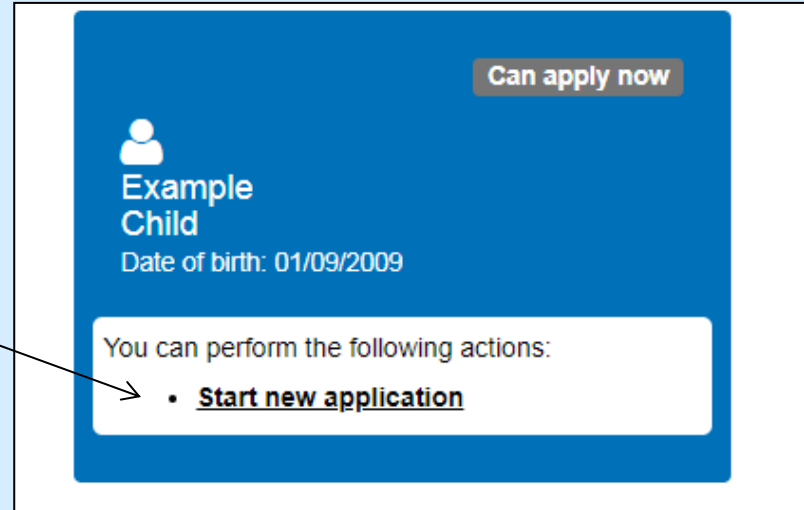 Can apply now
Example
Child
Date of birth: 01/09/2009
You can perform the following actions:
• Start new application